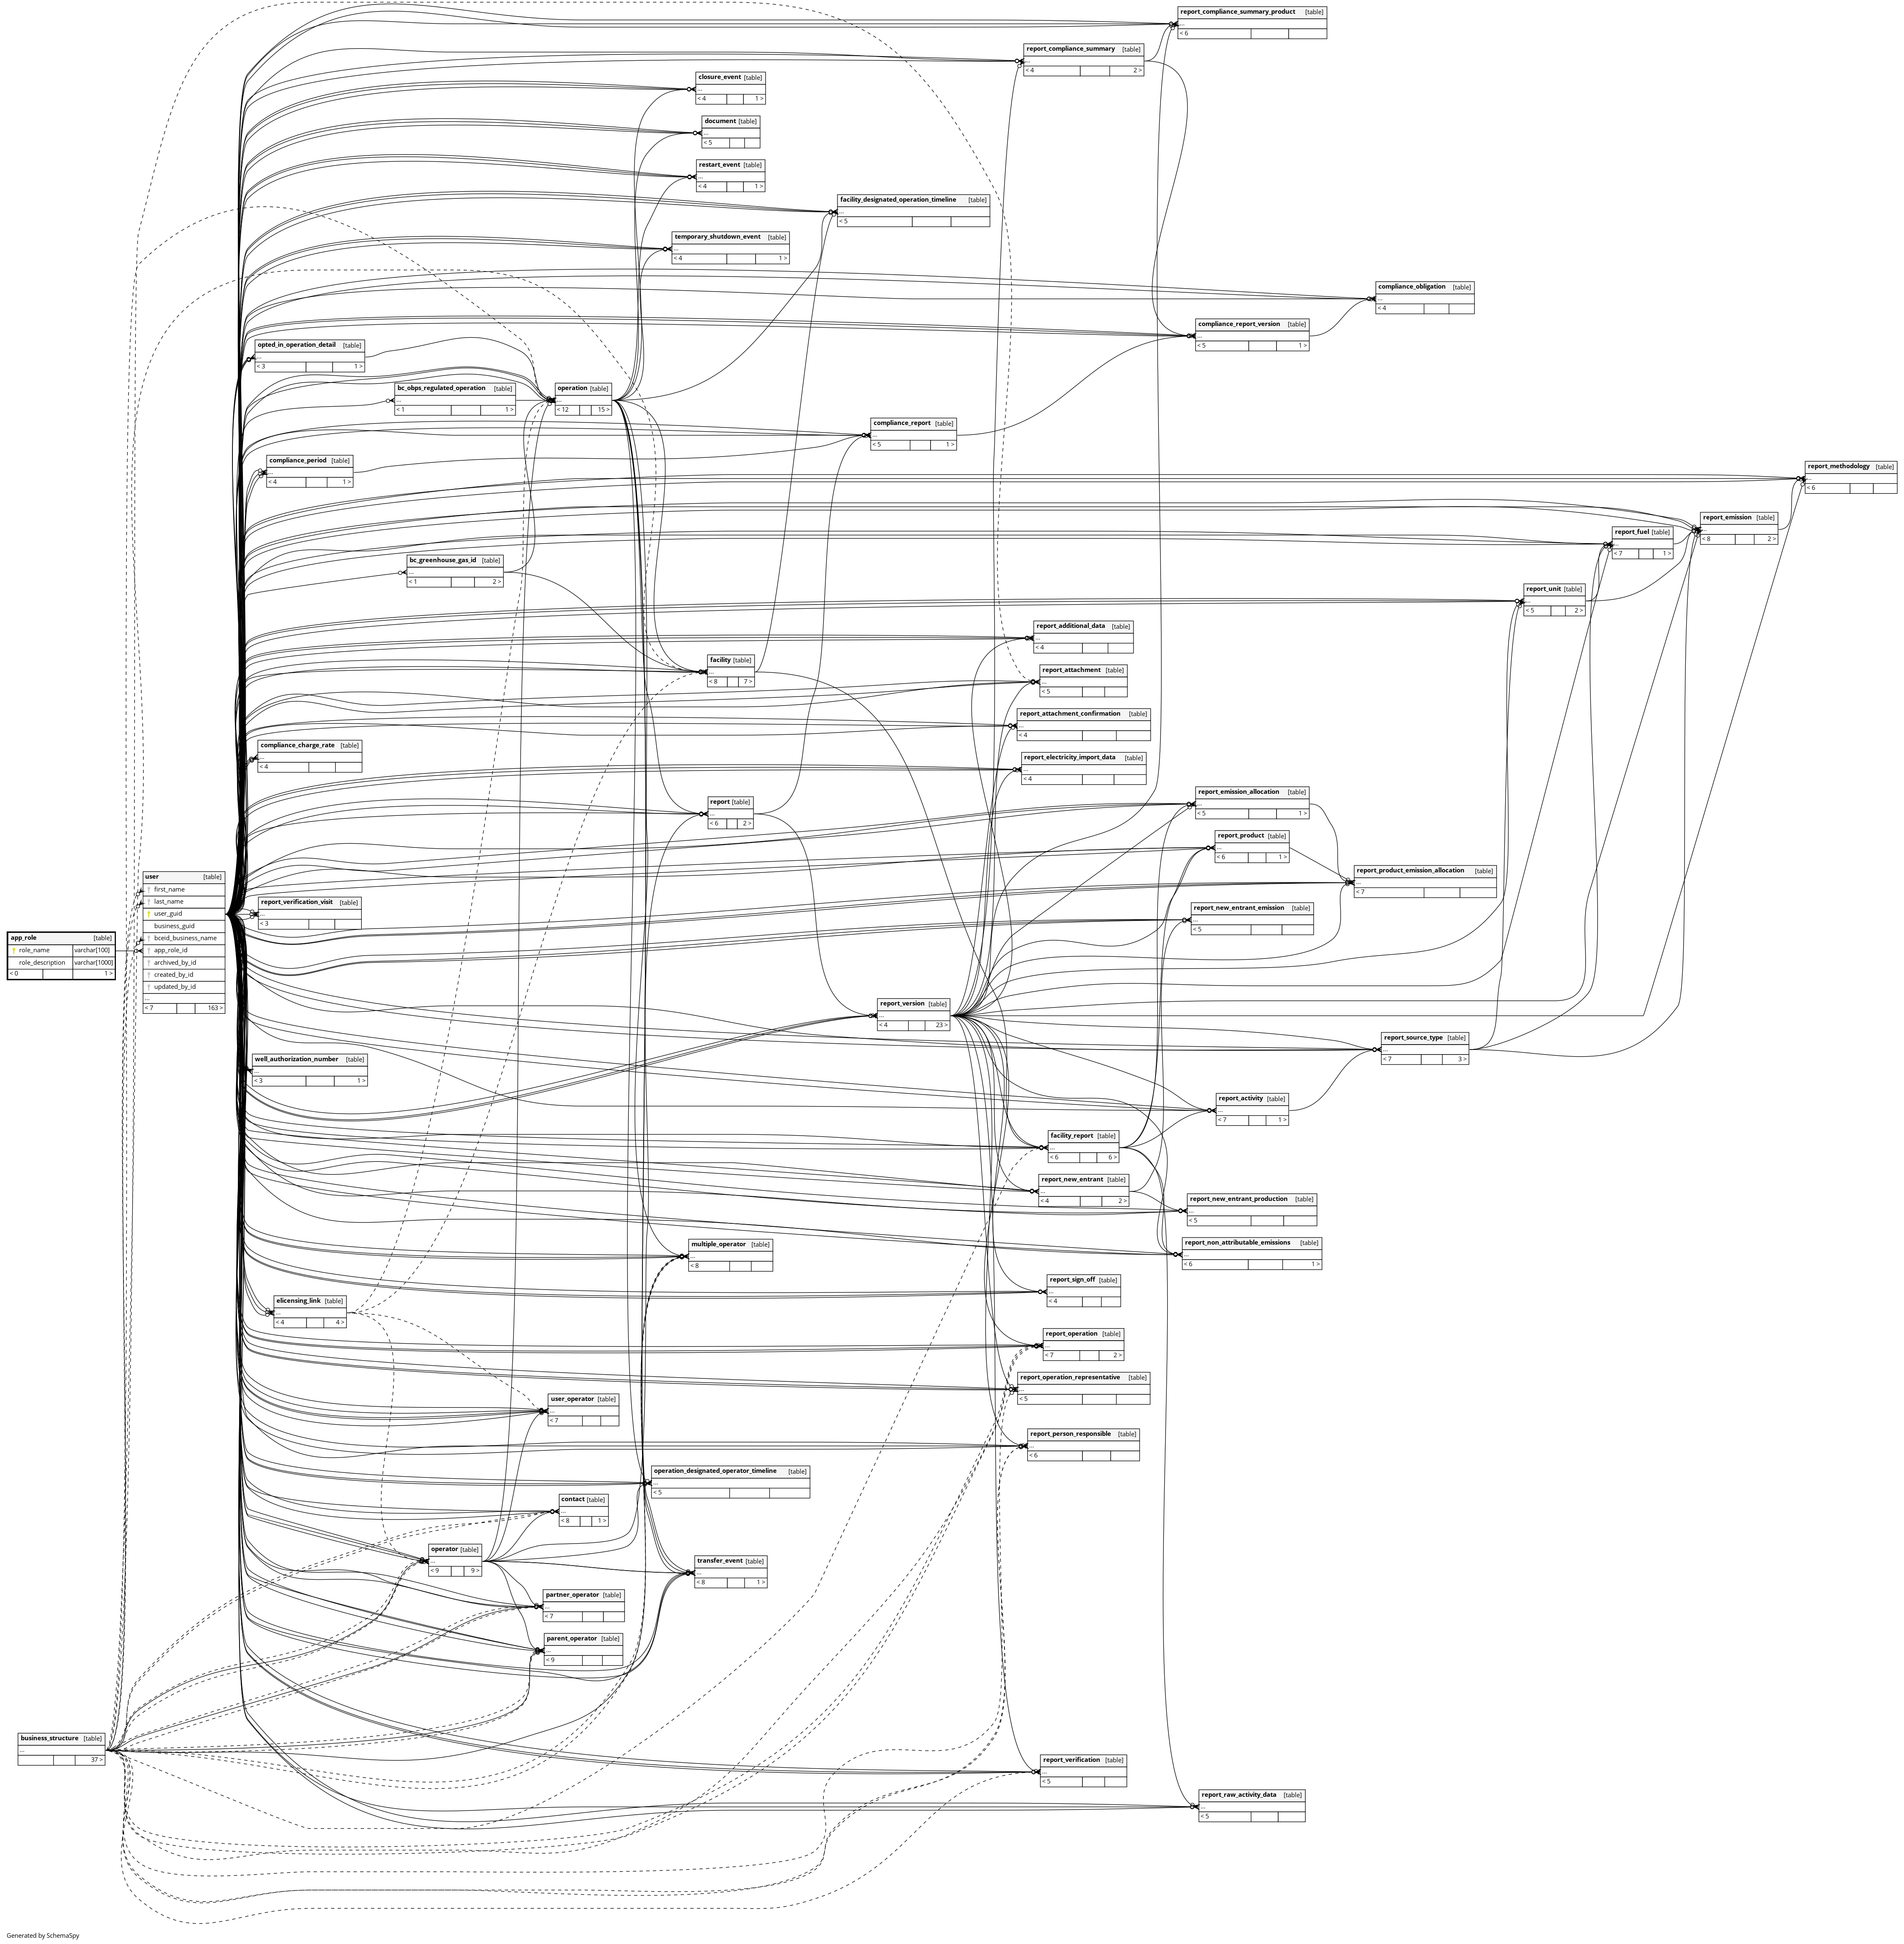 report_compliance_summary_product [table]
...
< 6
report_compliance_summary [table]
...
< 4 2 >
closure_event [table]
...
< 4 1 >
document [table]
...
< 5
restart_event [table]
...
< 4 1 >
facility_designated_operation_timeline [table]
...
< 5
temporary_shutdown_event [table]
...
< 4 1 >
compliance_obligation [table]
...
< 4
compliance_report_version [table]
...
< 5 1 >
opted_in_operation_detail [table]
...
< 3 1 >
bc_obps_regulated_operation [table]
...
< 1 1 >
operation [table]
...
< 12 15 >
compliance_report [table]
...
< 5 1 >
compliance_period [table]
...
< 4 1 >
report_methodology [table]
...
< 6
report_emission [table]
...
< 8 2 >
report_fuel [table]
...
< 7 1 >
bc_greenhouse_gas_id [table]
...
< 1 2 >
report_unit [table]
...
< 5 2 >
report_additional_data [table]
...
< 4
facility [table]
...
< 8 7 >
report_attachment [table]
...
< 5
report_attachment_confirmation [table]
...
< 4
compliance_charge_rate [table]
...
< 4
report_electricity_import_data [table]
...
< 4
report_emission_allocation [table]
...
< 5 1 >
report [table]
...
< 6 2 >
report_product [table]
...
< 6 1 >
report_product_emission_allocation [table]
...
< 7
user [table]
first_name
last_name
user_guid
business_guid
bceid_business_name
app_role_id
archived_by_id
created_by_id
updated_by_id
...
< 7 163 >
report_verification_visit [table]
...
< 3
report_new_entrant_emission [table]
...
< 5
app_role [table]
role_name varchar[100]
role_description varchar[1000]
< 0 1 >
report_version [table]
...
< 4 23 >
report_source_type [table]
...
< 7 3 >
well_authorization_number [table]
...
< 3 1 >
report_activity [table]
...
< 7 1 >
facility_report [table]
...
< 6 6 >
report_new_entrant [table]
...
< 4 2 >
report_new_entrant_production [table]
...
< 5
multiple_operator [table]
...
< 8
report_non_attributable_emissions [table]
...
< 6 1 >
report_sign_off [table]
...
< 4
elicensing_link [table]
...
< 4 4 >
report_operation [table]
...
< 7 2 >
report_operation_representative [table]
...
< 5
user_operator [table]
...
< 7
report_person_responsible [table]
...
< 6
operation_designated_operator_timeline [table]
...
< 5
contact [table]
...
< 8 1 >
operator [table]
...
< 9 9 >
transfer_event [table]
...
< 8 1 >
partner_operator [table]
...
< 7
parent_operator [table]
...
< 9
business_structure [table]
...
37 >
report_verification [table]
...
< 5
report_raw_activity_data [table]
...
< 5
Generated by SchemaSpy